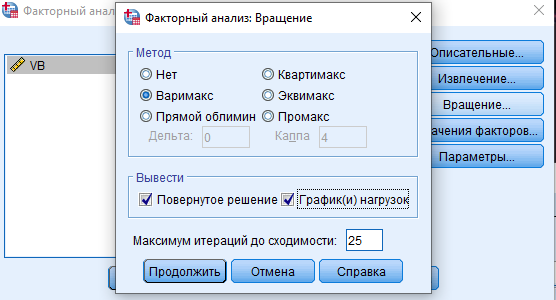 Факторный анализ
Факторный анализ: Вращение
VB
Описательные...
Извлечение...
Вращение...
ачения факторов...
Параметры...
Метод
Нет
Квартимакс
Варимакс
Эквимакс
Прямой облимин
Промакс
Дельта: 0
Каппа 4
Вывести
Повернутое решение
График(и) нагрузок
Максимум итераций до сходимости: 25
Продолжить
Отмена
Справка